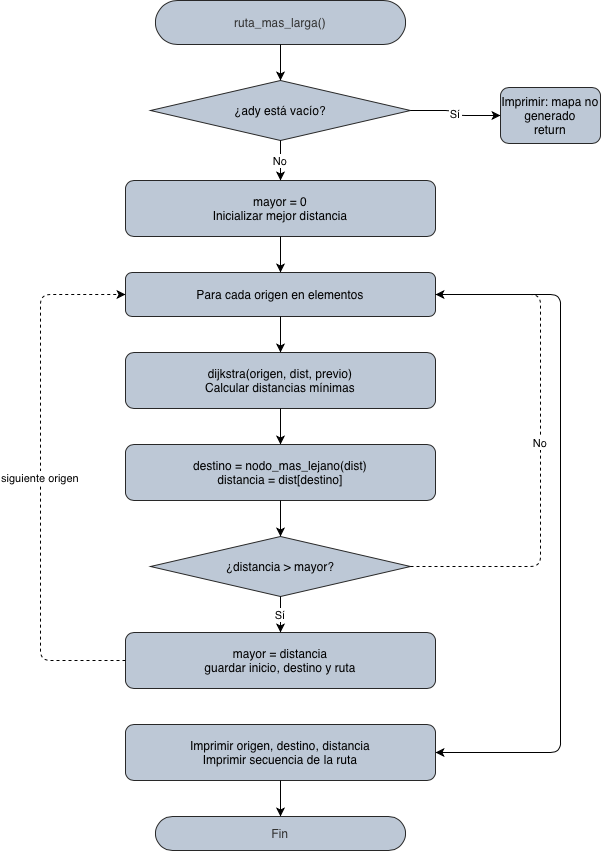 ruta_mas_larga()
¿ady está vacío?
Sí
Imprimir: mapa no
generado
return
No
mayor = 0
Inicializar mejor distancia
Para cada origen en elementos
dijkstra(origen, dist, previo)
Calcular distancias mínimas
No
destino = nodo_mas_lejano(dist)
distancia = dist[destino]
siguiente origen
¿distancia > mayor?
Sí
mayor = distancia
guardar inicio, destino y ruta
Imprimir origen, destino, distancia
Imprimir secuencia de la ruta
Fin